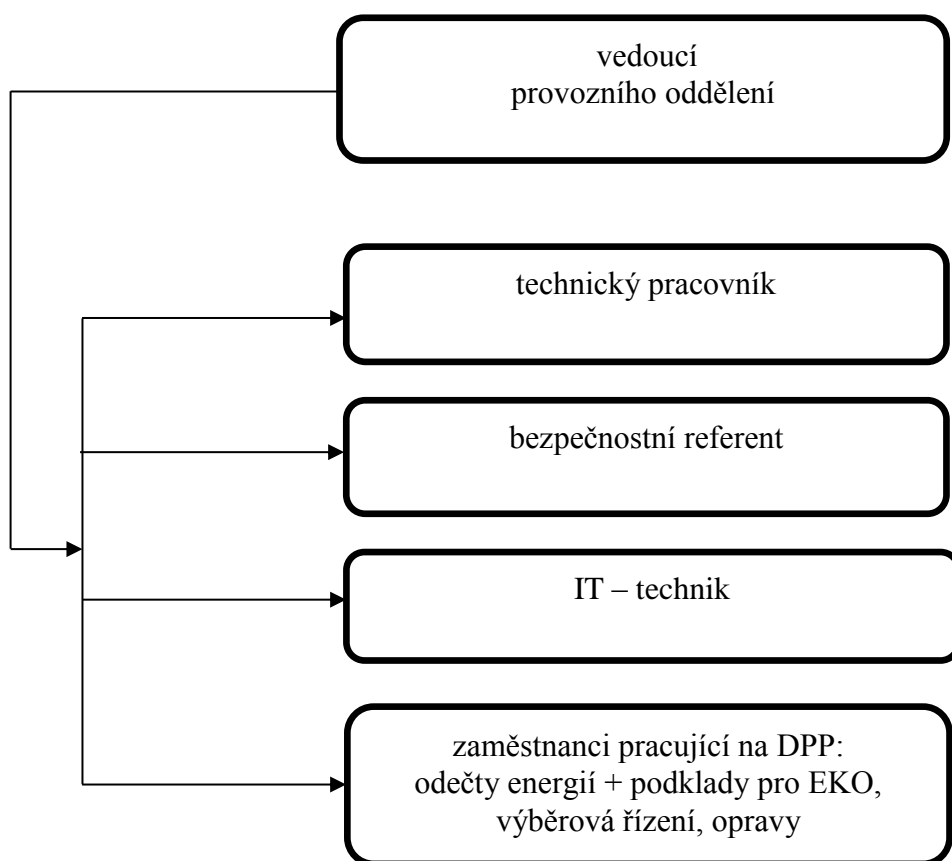 vedoucí
provozního oddělení
technický pracovník
bezpečnostní referent
IT – technik
zaměstnanci pracující na DPP:
odečty energií + podklady pro EKO,
výběrová řízení, opravy